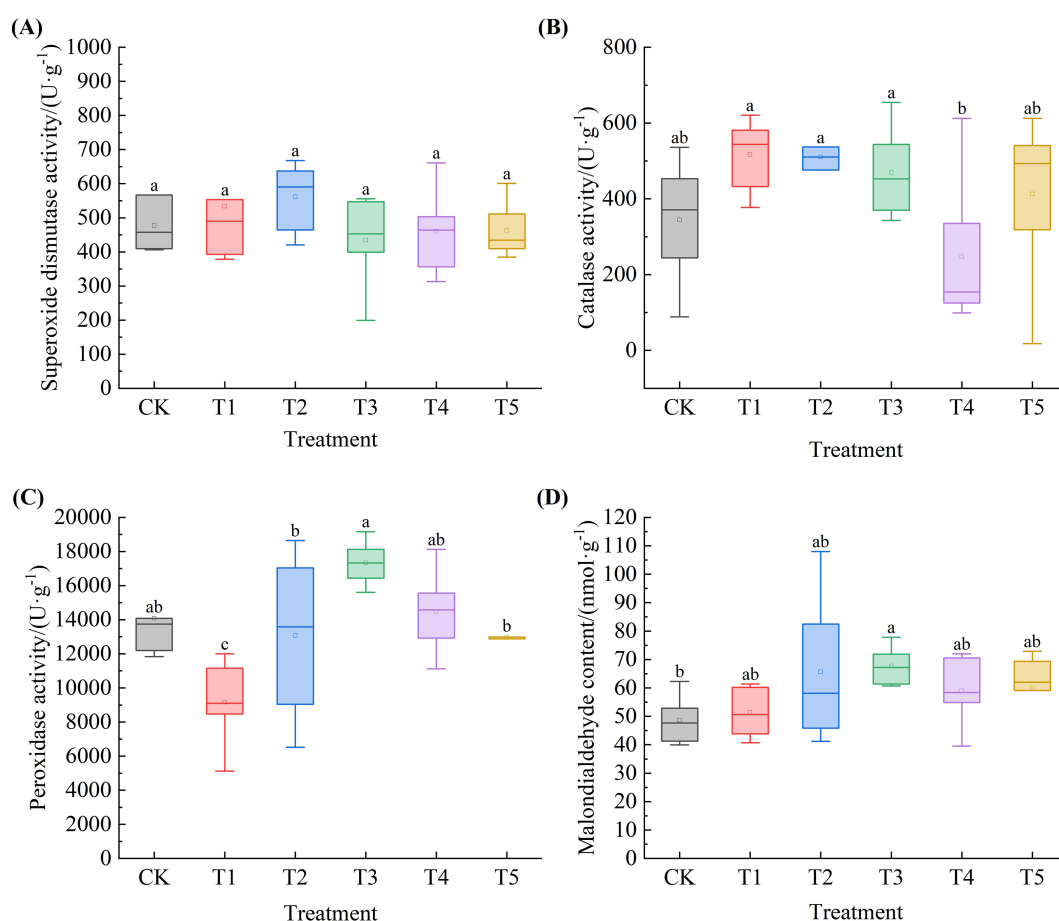 (A)
Superoxide dismutase activity/(U·g⁻¹)
1000
900
800
700
600
500
400
300
200
100
0
a a a a a a
CK T1 T2 T3 T4 T5
Treatment
(B)
Catalase activity/(U·g⁻¹)
800
600
400
200
0
ab a a a b ab
CK T1 T2 T3 T4 T5
Treatment
(C)
Peroxidase activity/(U·g⁻¹)
20000
18000
16000
14000
12000
10000
8000
6000
4000
2000
0
ab c b a ab b
CK T1 T2 T3 T4 T5
Treatment
(D)
Malondialdehyde content/(nmol·g⁻¹)
120
110
100
90
80
70
60
50
40
30
20
10
0
b ab ab a ab ab
CK T1 T2 T3 T4 T5
Treatment